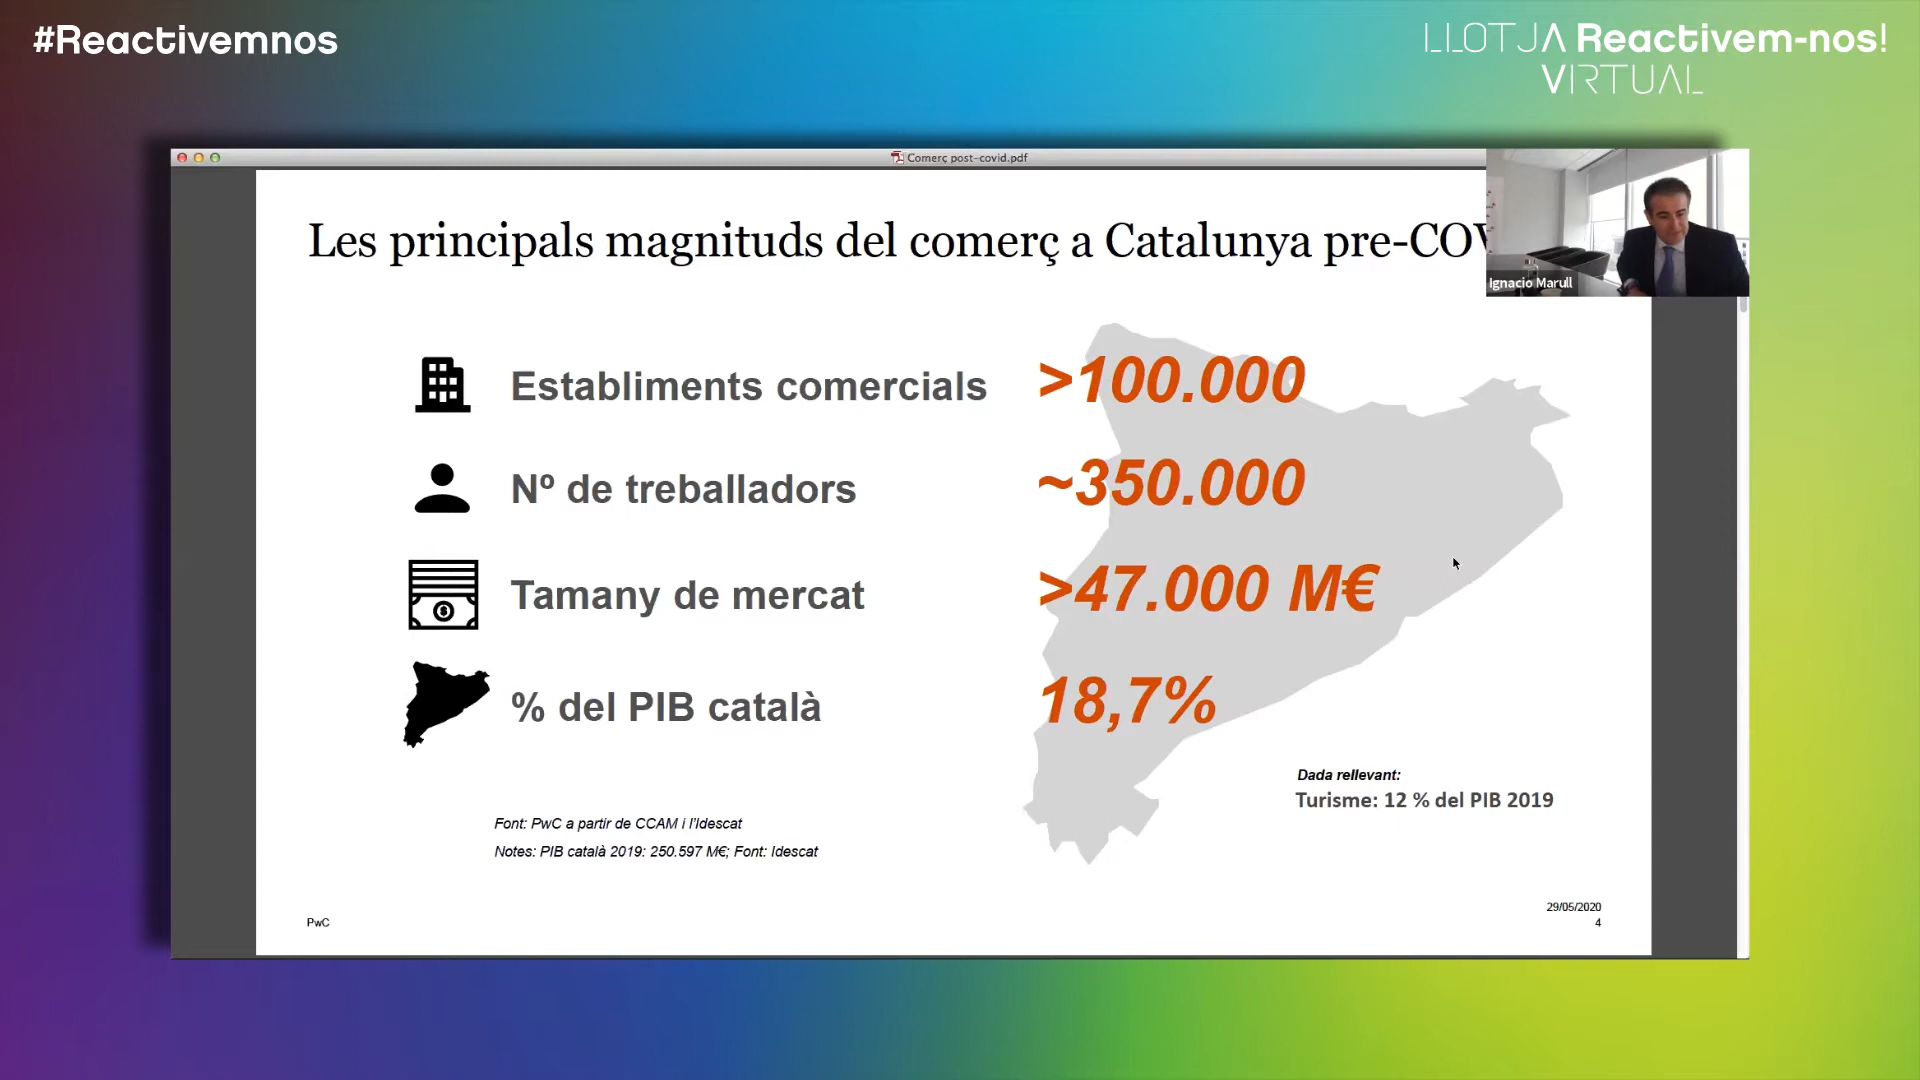 #Reactivemnos
LLOTJA Reactivem-nos!
VIRTUAL
Comerç post-covid.pdf
Les principals magnituds del comerç a Catalunya pre-COV
Ignacio Marull
Establiments comercials >100.000
Nº de treballadors ~350.000
Tamany de mercat >47.000 M€
% del PIB català 18,7%
Dada rellevant:
Turisme: 12 % del PIB 2019
Font: PwC a partir de CCAM i l'Idescat
Notes: PIB català 2019: 250.597 M€; Font: Idescat
29/05/2020
PwC 4